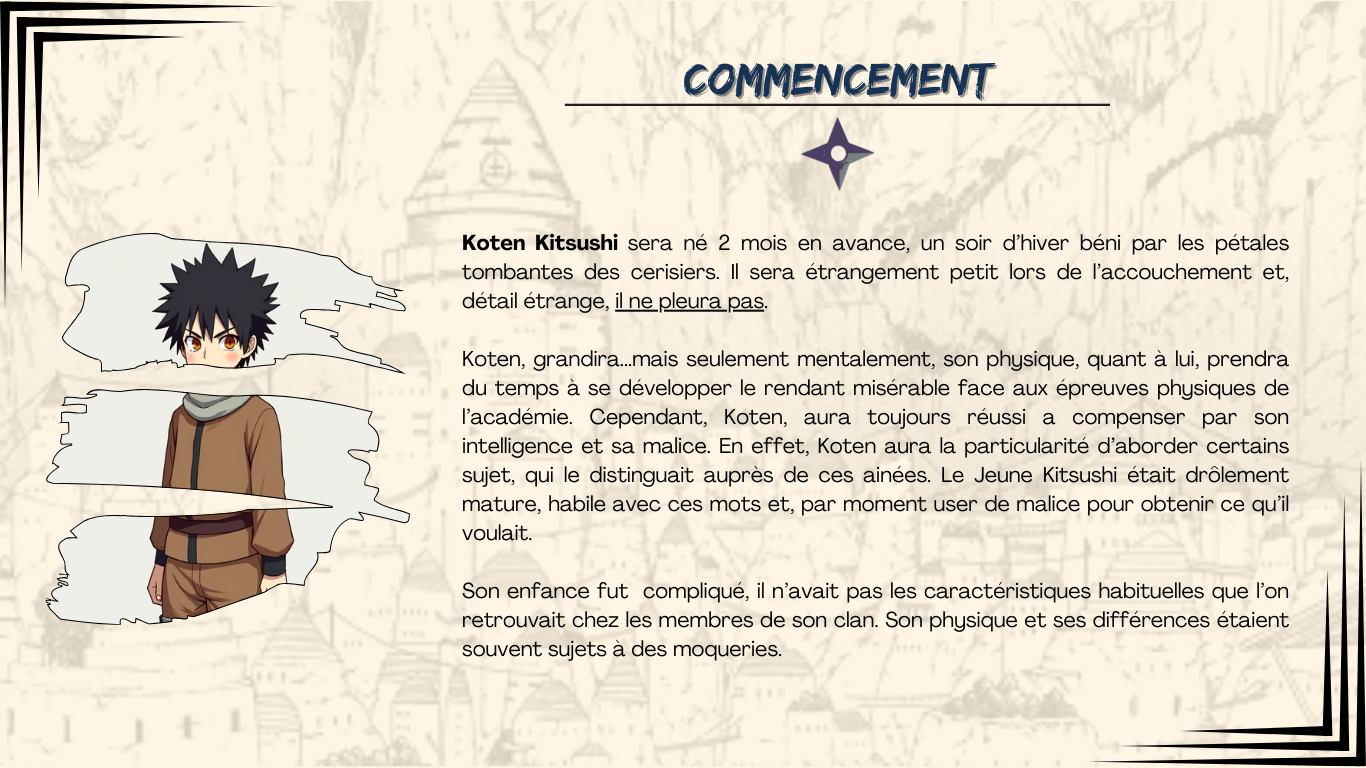 COMMENCEMENT
Koten Kitsushi sera né 2 mois en avance, un soir d’hiver béni par les pétales
tombantes des cerisiers. Il sera étrangement petit lors de l’accouchement et,
détail étrange, il ne pleura pas.
Koten, grandira...mais seulement mentalement, son physique, quant à lui, prendra
du temps à se développer le rendant misérable face aux épreuves physiques de
l’académie. Cependant, Koten, aura toujours réussi a compenser par son
intelligence et sa malice. En effet, Koten aura la particularité d’aborder certains
sujet, qui le distinguait auprès de ces ainées. Le Jeune Kitsushi était drôlement
mature, habile avec ces mots et, par moment user de malice pour obtenir ce qu’il
voulait.
Son enfance fut  compliqué, il n’avait pas les caractéristiques habituelles que l’on
retrouvait chez les membres de son clan. Son physique et ses différences étaient
souvent sujets à des moqueries.